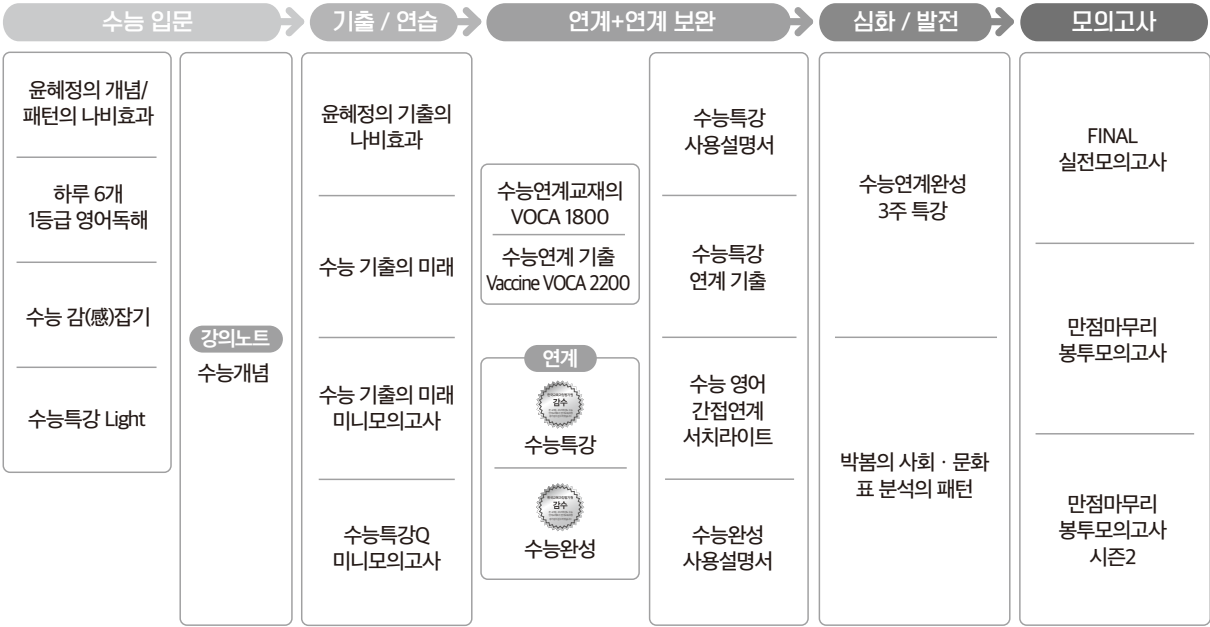 수능 입문
기출 / 연습
연계+연계 보완
심화 / 발전
모의고사
윤혜정의 개념/
패턴의 나비효과
하루 6개
1등급 영어독해
수능 감(感)잡기
수능특강 Light
강의노트
수능개념
윤혜정의 기출의
나비효과
수능 기출의 미래
수능 기출의 미래
미니모의고사
수능특강Q
미니모의고사
수능연계교재의
VOCA 1800
수능연계 기출
Vaccine VOCA 2200
연계
감수
수능특강
감수
수능완성
수능특강
사용설명서
수능특강
연계 기출
수능 영어
간접연계
서치라이트
수능완성
사용설명서
수능연계완성
3주 특강
박봄의 사회 · 문화
표 분석의 패턴
FINAL
실전모의고사
만점마무리
봉투모의고사
만점마무리
봉투모의고사
시즌2